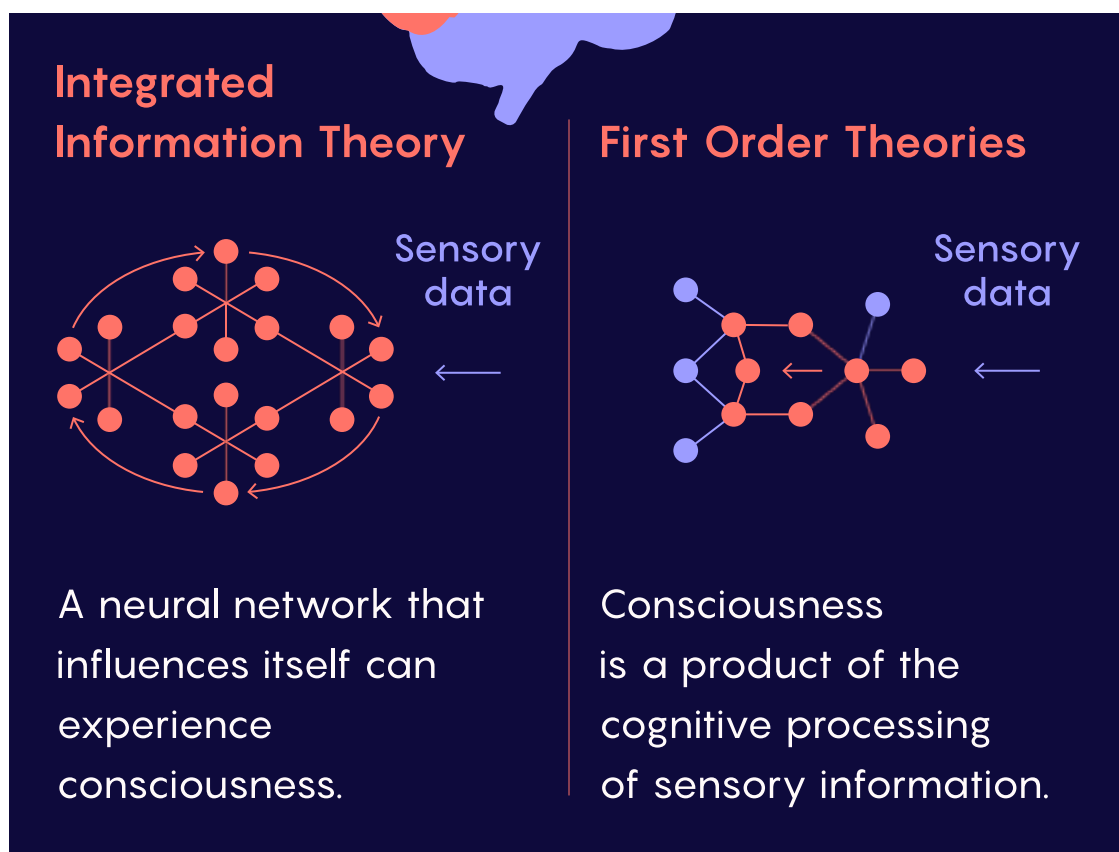 Integrated
Information Theory
Sensory
data
A neural network that
influences itself can
experience
consciousness.
First Order Theories
Sensory
data
Consciousness
is a product of the
cognitive processing
of sensory information.